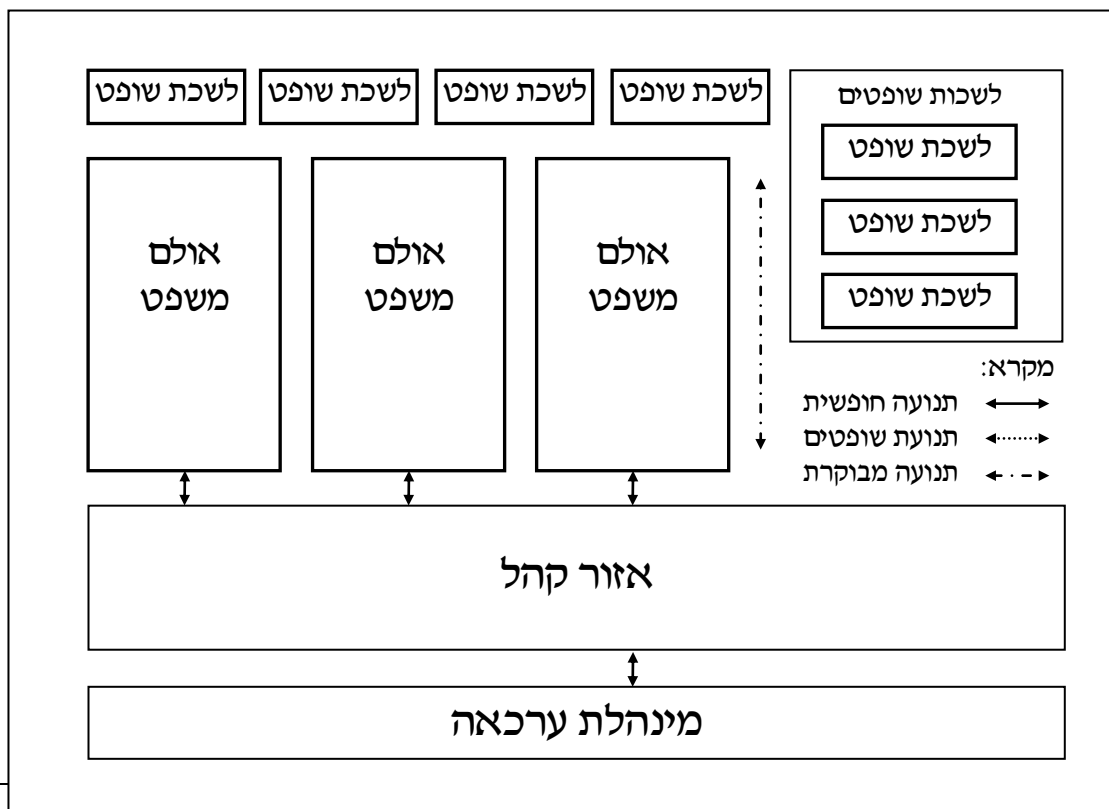 לשכות שופטים
לשכת שופט
לשכת שופט
לשכת שופט
לשכת שופט
לשכת שופט
לשכת שופט
לשכת שופט
אולם
משפט
אולם
משפט
אולם
משפט
מקרא:
תנועה חופשית
תנועת שופטים
תנועה מבוקרת
אזור קהל
מינהלת ערכאה